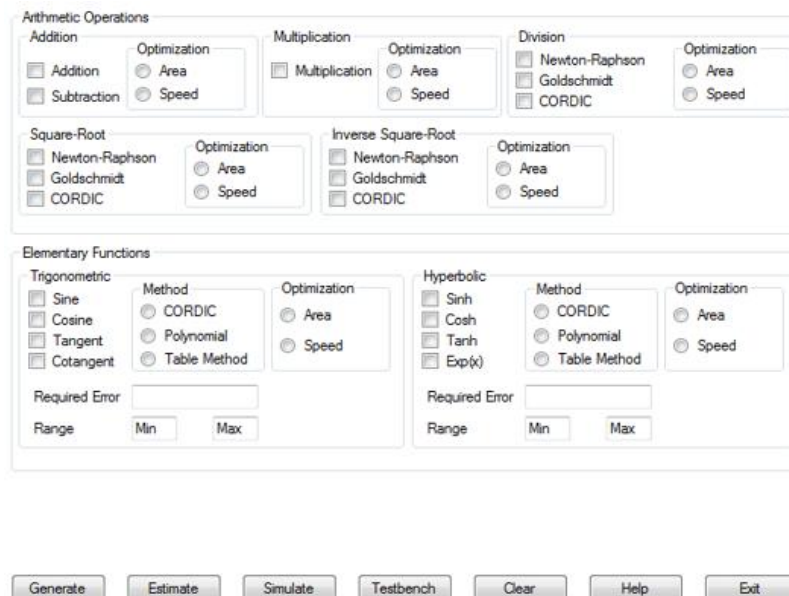 Arithmetic Operations
Addition
Optimization
Addition
Area
Subtraction
Speed
Multiplication
Optimization
Multiplication
Area
Speed
Division
Optimization
Newton-Raphson
Area
Goldschmidt
Speed
CORDIC
Square-Root
Optimization
Newton-Raphson
Area
Goldschmidt
Speed
CORDIC
Inverse Square-Root
Optimization
Newton-Raphson
Area
Goldschmidt
Speed
CORDIC
Elementary Functions
Trigonometric
Sine
Cosine
Tangent
Cotangent
Method
CORDIC
Polynomial
Table Method
Optimization
Area
Speed
Required Error
Range Min Max
Hyperbolic
Sinh
Cosh
Tanh
Exp(x)
Method
CORDIC
Polynomial
Table Method
Optimization
Area
Speed
Required Error
Range Min Max
Generate Estimate Simulate Testbench Clear Help Exit